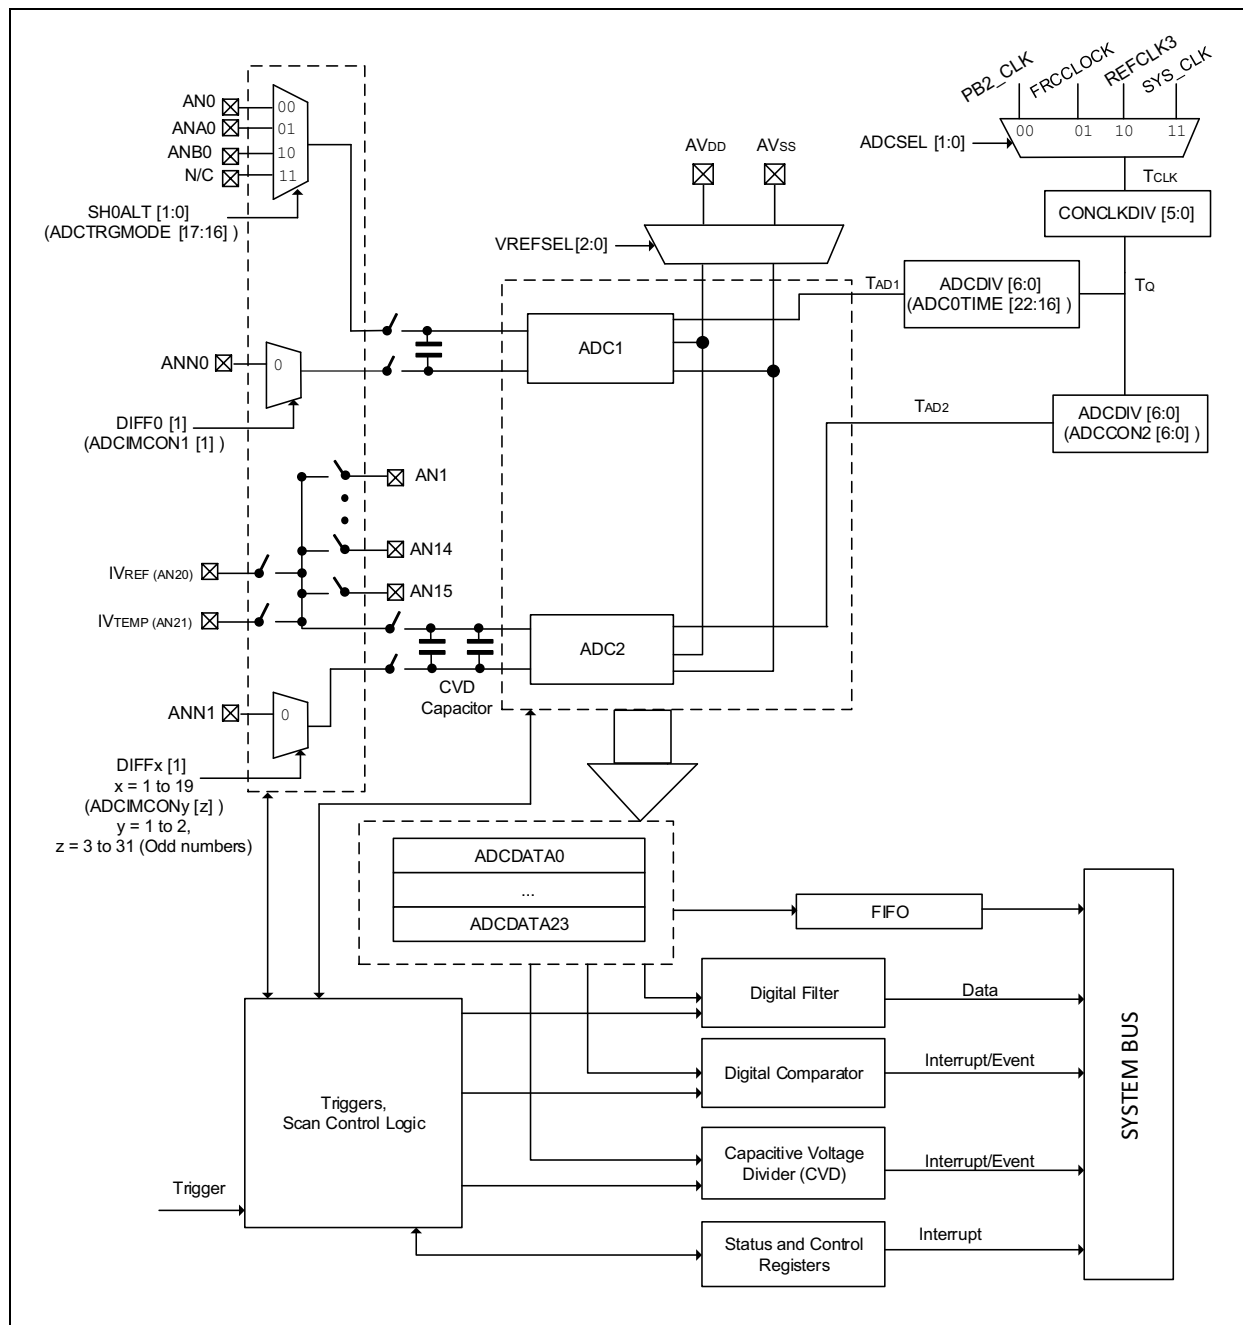 PB2_CLK
FRCCLOCK
REFCLK3
SYS_CLK
00
01
10
11
ADCSEL [1:0]
TCLK
CONCLKDIV [5:0]
AN0
ANA0
ANB0
N/C
00
01
10
11
SH0ALT [1:0]
(ADCTRGMODE [17:16] )
AVDD
AVSS
VREFSEL[2:0]
TAD1
ADCDIV [6:0]
(ADC0TIME [22:16] )
TQ
ADC1
ANN0
0
DIFF0 [1]
(ADCIMCON1 [1] )
TAD2
ADCDIV [6:0]
(ADCCON2 [6:0] )
AN1
AN14
AN15
IVREF (AN20)
IVTEMP (AN21)
ADC2
CVD
Capacitor
ANN1
0
DIFFx [1]
x = 1 to 19
(ADCIMCONy [z] )
y = 1 to 2,
z = 3 to 31 (Odd numbers)
ADCDATA0
...
ADCDATA23
FIFO
Digital Filter
Data
Digital Comparator
Interrupt/Event
Triggers,
Scan Control Logic
Capacitive Voltage
Divider (CVD)
Interrupt/Event
Trigger
Status and Control
Registers
Interrupt
SYSTEM BUS